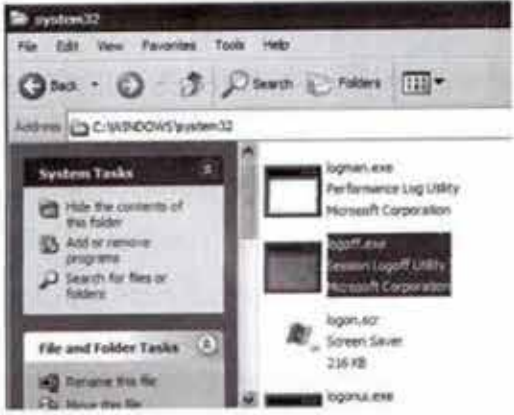 system32
File Edit View Favorites Tools Help
Back Search Folders
Address C:\WINDOWS\system32
System Tasks
Hide the contents of
this folder
Add or remove
programs
Search for files or
folders
File and Folder Tasks
Rename this file
Move this file
logman.exe
Performance Log Utility
Microsoft Corporation
logoff.exe
Session Logoff Utility
Microsoft Corporation
logon.scr
Screen Saver
216 KB
logonui.exe